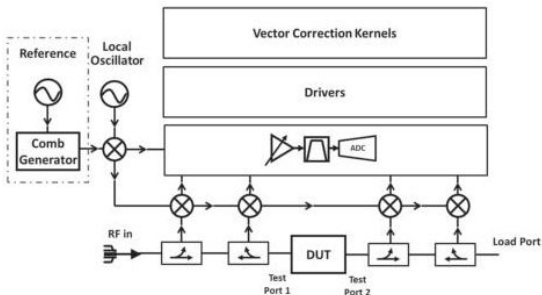 Vector Correction Kernels
Reference
Local
Oscillator
Drivers
Comb
Generator
ADC
RF in
DUT
Load Port
Test
Port 1
Test
Port 2